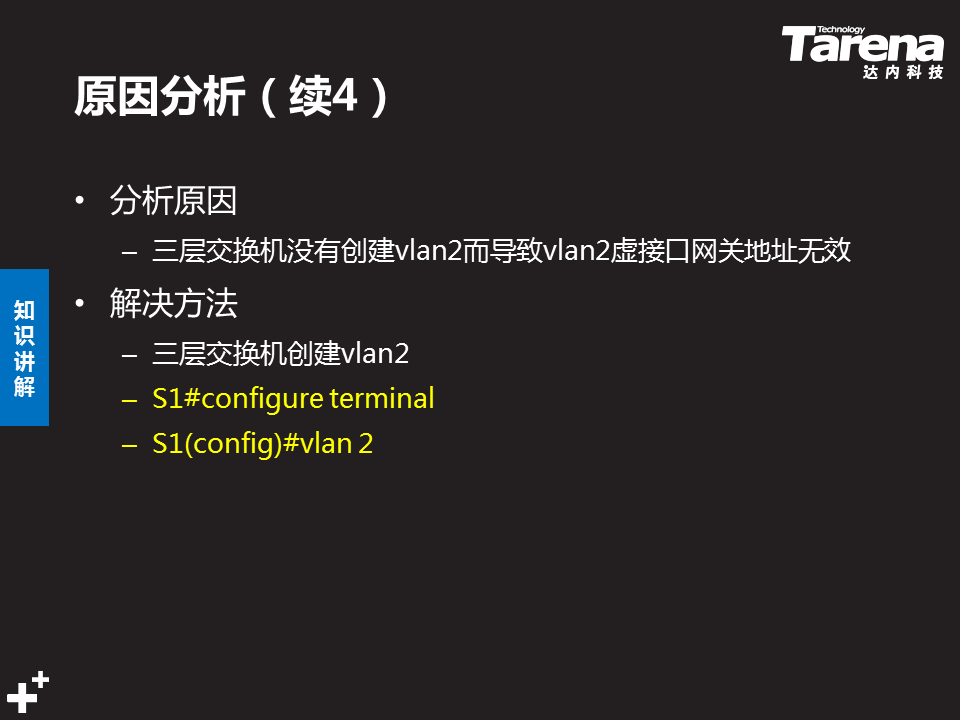 Technology
Tarena
达内科技
原因分析（续4）
• 分析原因
– 三层交换机没有创建vlan2而导致vlan2虚接口网关地址无效
• 解决方法
– 三层交换机创建vlan2
– S1#configure terminal
– S1(config)#vlan 2
知识讲解